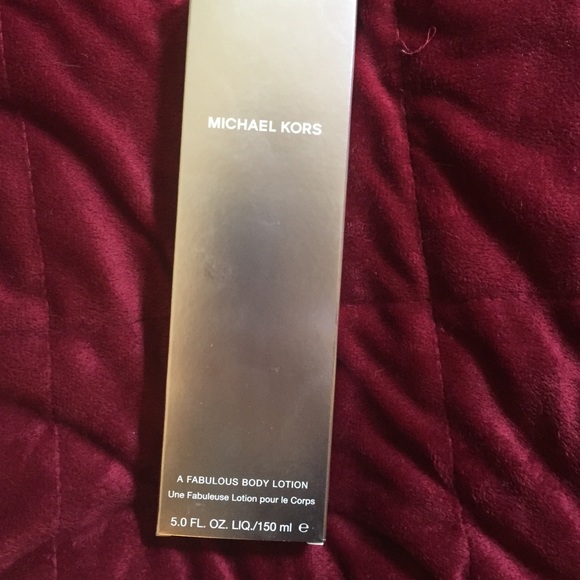 MICHAEL KORS
A FABULOUS BODY LOTION
Une Fabuleuse Lotion pour le Corps
5.0 FL. OZ. LIQ./150 ml ℮